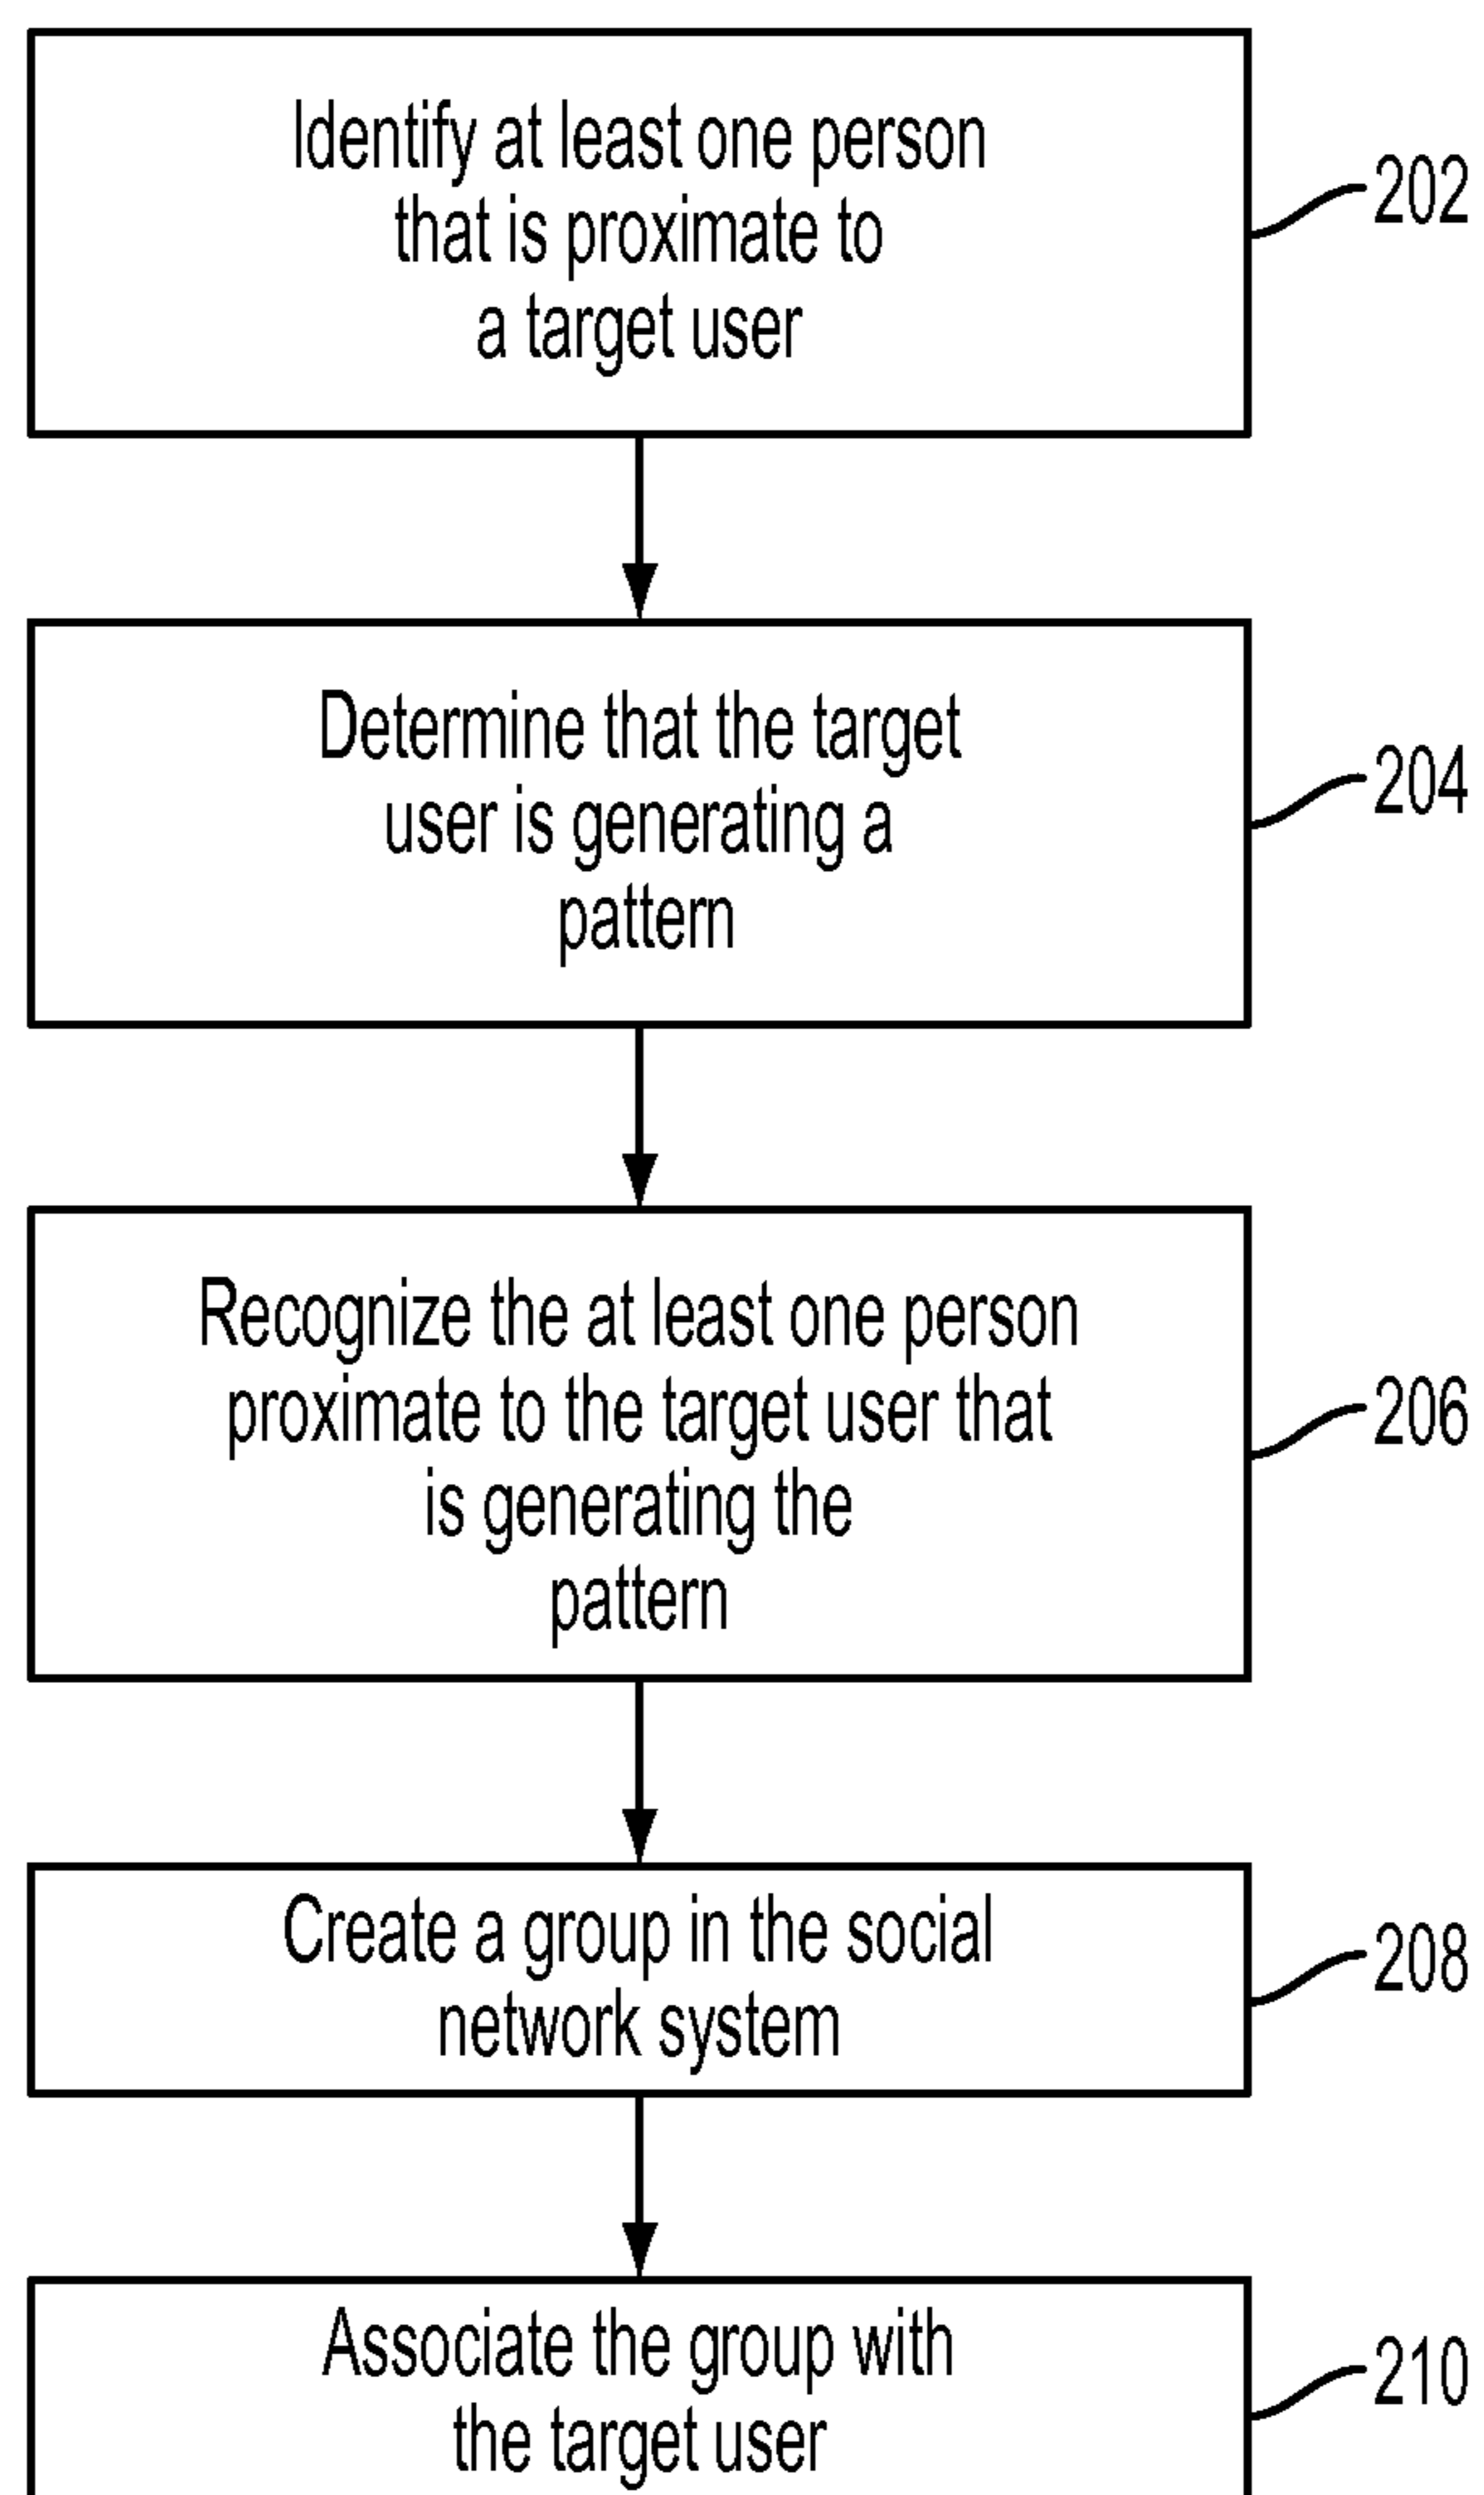 Identify at least one person
that is proximate to
a target user
202
Determine that the target
user is generating a
pattern
204
Recognize the at least one person
proximate to the target user that
is generating the
pattern
206
Create a group in the social
network system
208
Associate the group with
the target user
210